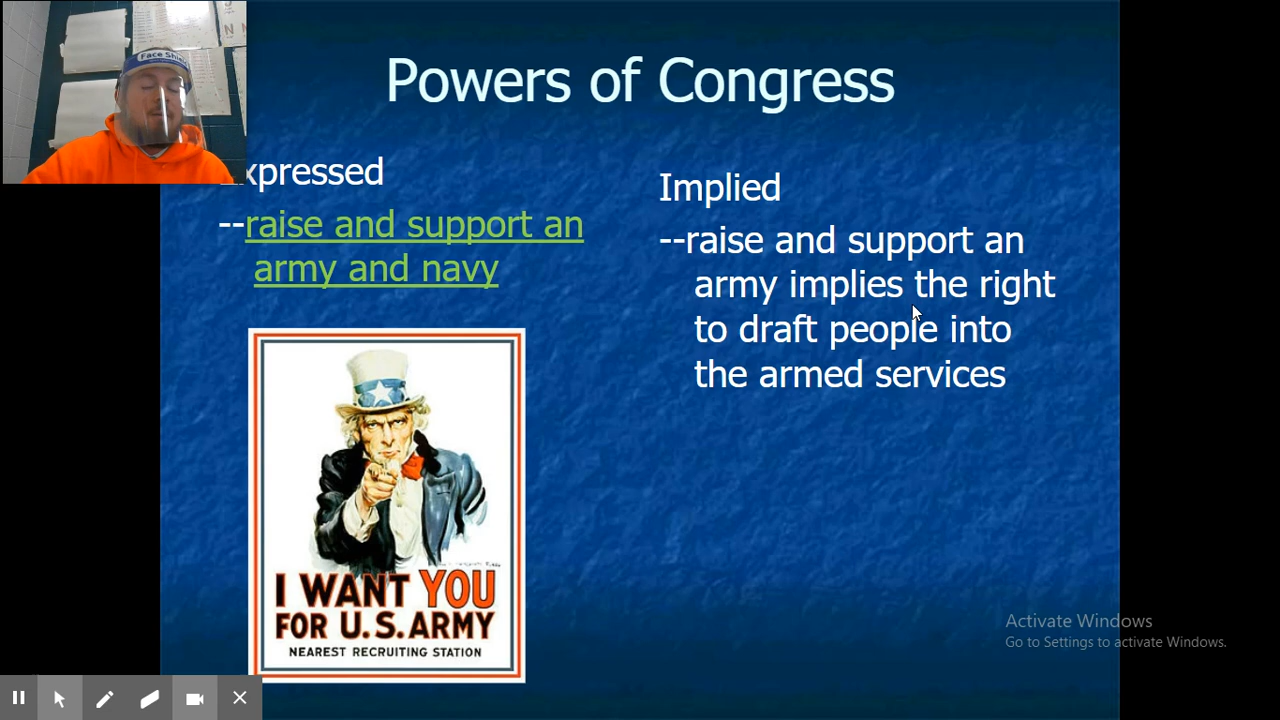 Face Shield
Powers of Congress
Expressed
--raise and support an
army and navy
Implied
--raise and support an
army implies the right
to draft people into
the armed services
I WANT YOU
FOR U.S. ARMY
NEAREST RECRUITING STATION
Activate Windows
Go to Settings to activate Windows.